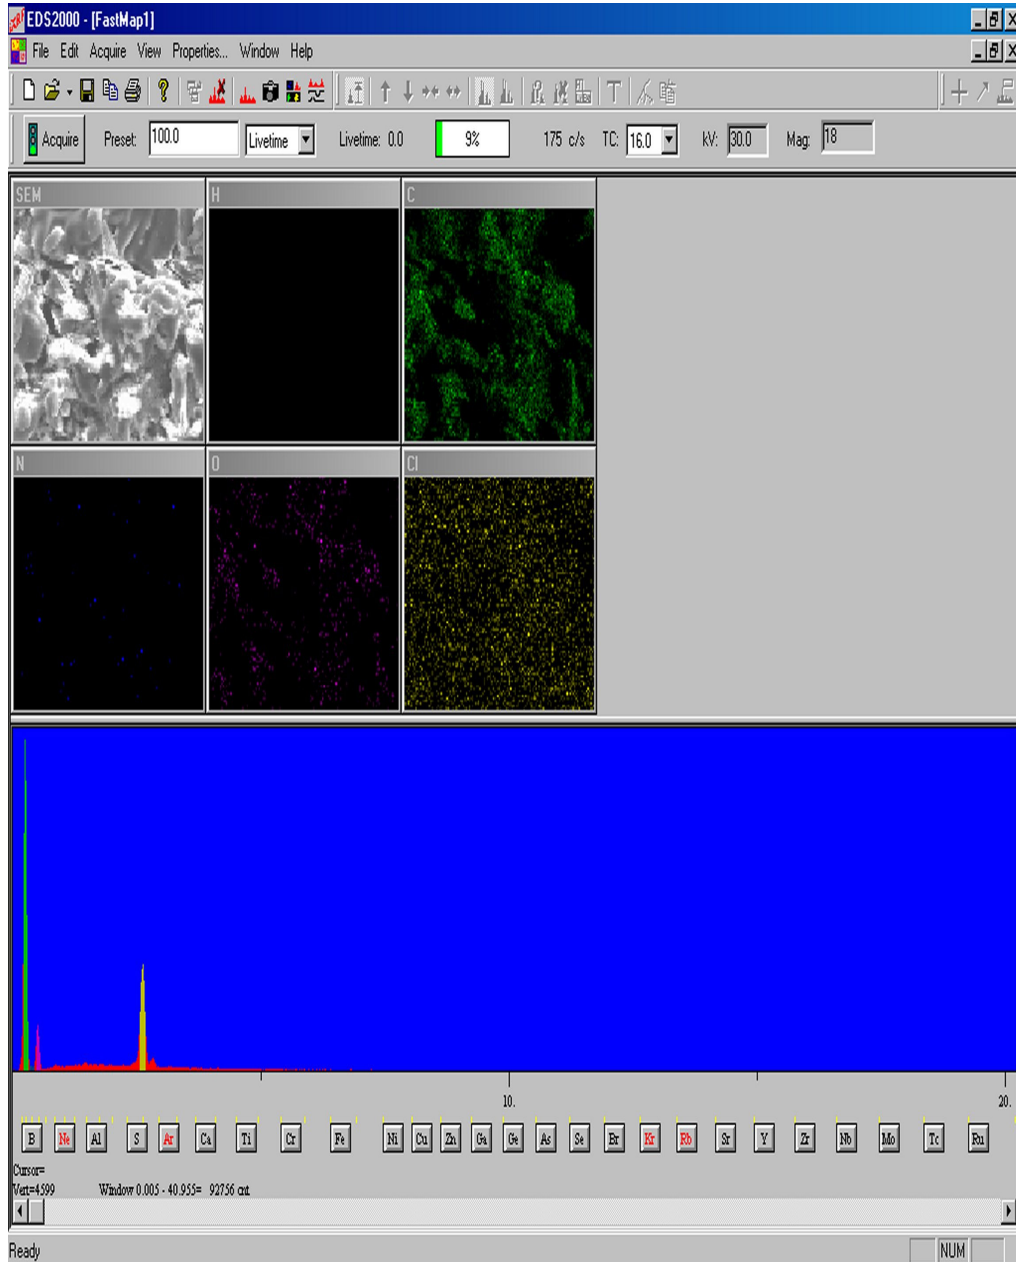 EDS2000 - [FastMap1]
File Edit Acquire View Properties... Window Help
Acquire Preset: 100.0 Livetime Livetime: 0.0 9% 175 c/s TC: 16.0 kV: 30.0 Mag: 18
SEM H C
N O Cl
10. 20.
B Ne Al S Ar Ca Ti Cr Fe Ni Cu Zn Ga Ge As Se Br Kr Rb Sr Y Zr Nb Mo Tc Ru
Cursor=
Vert=4599 Window 0.005 - 40.955= 92756 cnt
Ready NUM